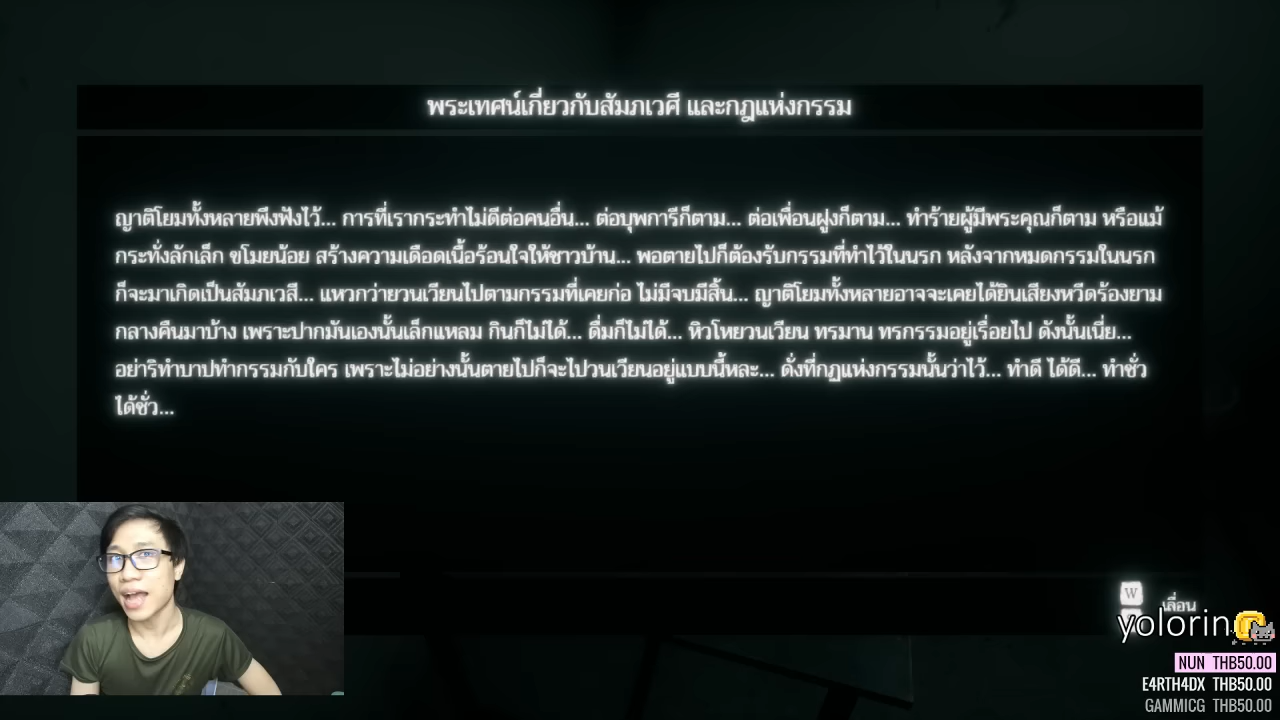 พระเทศน์เกี่ยวกับสัมภเวศี และกฎแห่งกรรม
ญาติโยมทั้งหลายพึงฟังไว้... การที่เรากระทำไม่ดีต่อคนอื่น... ต่อบุพการีก็ตาม... ต่อเพื่อนฝูงก็ตาม... ทำร้ายผู้มีพระคุณก็ตาม หรือแม้
กระทั่งลักเล็ก ขโมยน้อย สร้างความเดือดเนื้อร้อนใจให้ชาวบ้าน... พอตายไปก็ต้องรับกรรมที่ทำไว้ในนรก หลังจากหมดกรรมในนรก
ก็จะมาเกิดเป็นสัมภเวสี... แหวกว่ายวนเวียนไปตามกรรมที่เคยก่อ ไม่มีจบมีสิ้น... ญาติโยมทั้งหลายอาจจะเคยได้ยินเสียงหวีดร้องยาม
กลางคืนมาบ้าง เพราะปากมันเองนั้นเล็กแหลม กินก็ไม่ได้... ดื่มก็ไม่ได้... หิวโหยวนเวียน ทรมาน ทรกรรมอยู่เรื่อยไป ดังนั้นเนี่ย...
อย่าริทำบาปทำกรรมกับใคร เพราะไม่อย่างนั้นตายไปก็จะไปวนเวียนอยู่แบบนี้หละ... ดั่งที่กฏแห่งกรรมนั้นว่าไว้... ทำดี ได้ดี... ทำชั่ว
ได้ชั่ว...
W เลื่อน
yolorin
NUN THB50.00
E4RTH4DX THB50.00
GAMMICG THB50.00